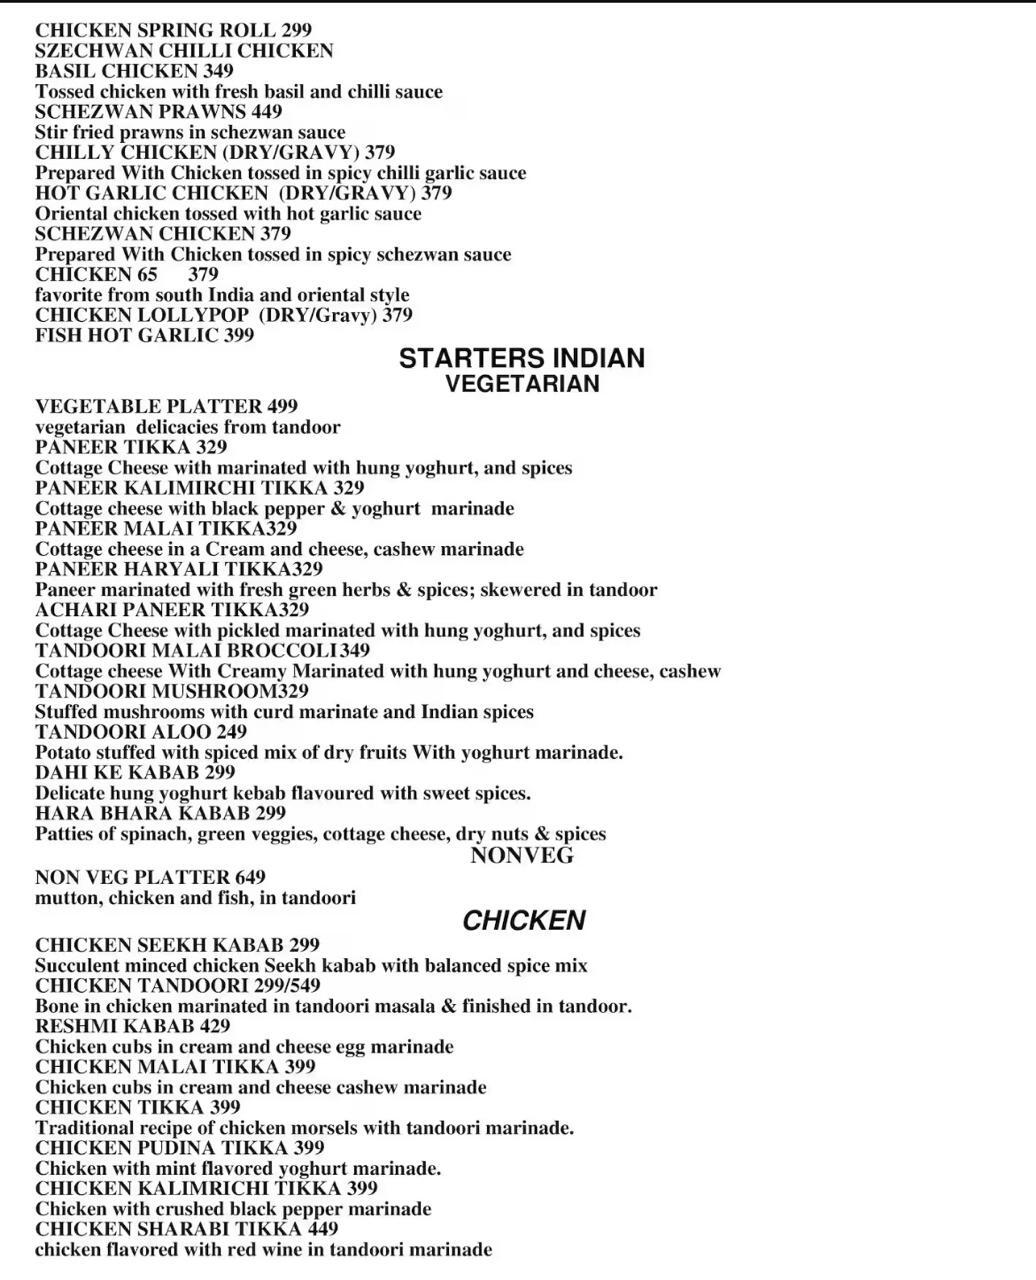 CHICKEN SPRING ROLL 299
SZECHWAN CHILLI CHICKEN
BASIL CHICKEN 349
Tossed chicken with fresh basil and chilli sauce
SCHEZWAN PRAWNS 449
Stir fried prawns in schezwan sauce
CHILLY CHICKEN (DRY/GRAVY) 379
Prepared With Chicken tossed in spicy chilli garlic sauce
HOT GARLIC CHICKEN (DRY/GRAVY) 379
Oriental chicken tossed with hot garlic sauce
SCHEZWAN CHICKEN 379
Prepared With Chicken tossed in spicy schezwan sauce
CHICKEN 65 379
favorite from south India and oriental style
CHICKEN LOLLYPOP (DRY/Gravy) 379
FISH HOT GARLIC 399
STARTERS INDIAN
VEGETARIAN
VEGETABLE PLATTER 499
vegetarian delicacies from tandoor
PANEER TIKKA 329
Cottage Cheese with marinated with hung yoghurt, and spices
PANEER KALIMIRCHI TIKKA 329
Cottage cheese with black pepper & yoghurt marinade
PANEER MALAI TIKKA329
Cottage cheese in a Cream and cheese, cashew marinade
PANEER HARYALI TIKKA329
Paneer marinated with fresh green herbs & spices; skewered in tandoor
ACHARI PANEER TIKKA329
Cottage Cheese with pickled marinated with hung yoghurt, and spices
TANDOORI MALAI BROCCOLI349
Cottage cheese With Creamy Marinated with hung yoghurt and cheese, cashew
TANDOORI MUSHROOM329
Stuffed mushrooms with curd marinate and Indian spices
TANDOORI ALOO 249
Potato stuffed with spiced mix of dry fruits With yoghurt marinade.
DAHI KE KABAB 299
Delicate hung yoghurt kebab flavoured with sweet spices.
HARA BHARA KABAB 299
Patties of spinach, green veggies, cottage cheese, dry nuts & spices
NONVEG
NON VEG PLATTER 649
mutton, chicken and fish, in tandoori
CHICKEN
CHICKEN SEEKH KABAB 299
Succulent minced chicken Seekh kabab with balanced spice mix
CHICKEN TANDOORI 299/549
Bone in chicken marinated in tandoori masala & finished in tandoor.
RESHMI KABAB 429
Chicken cubs in cream and cheese egg marinade
CHICKEN MALAI TIKKA 399
Chicken cubs in cream and cheese cashew marinade
CHICKEN TIKKA 399
Traditional recipe of chicken morsels with tandoori marinade.
CHICKEN PUDINA TIKKA 399
Chicken with mint flavored yoghurt marinade.
CHICKEN KALIMRICHI TIKKA 399
Chicken with crushed black pepper marinade
CHICKEN SHARABI TIKKA 449
chicken flavored with red wine in tandoori marinade